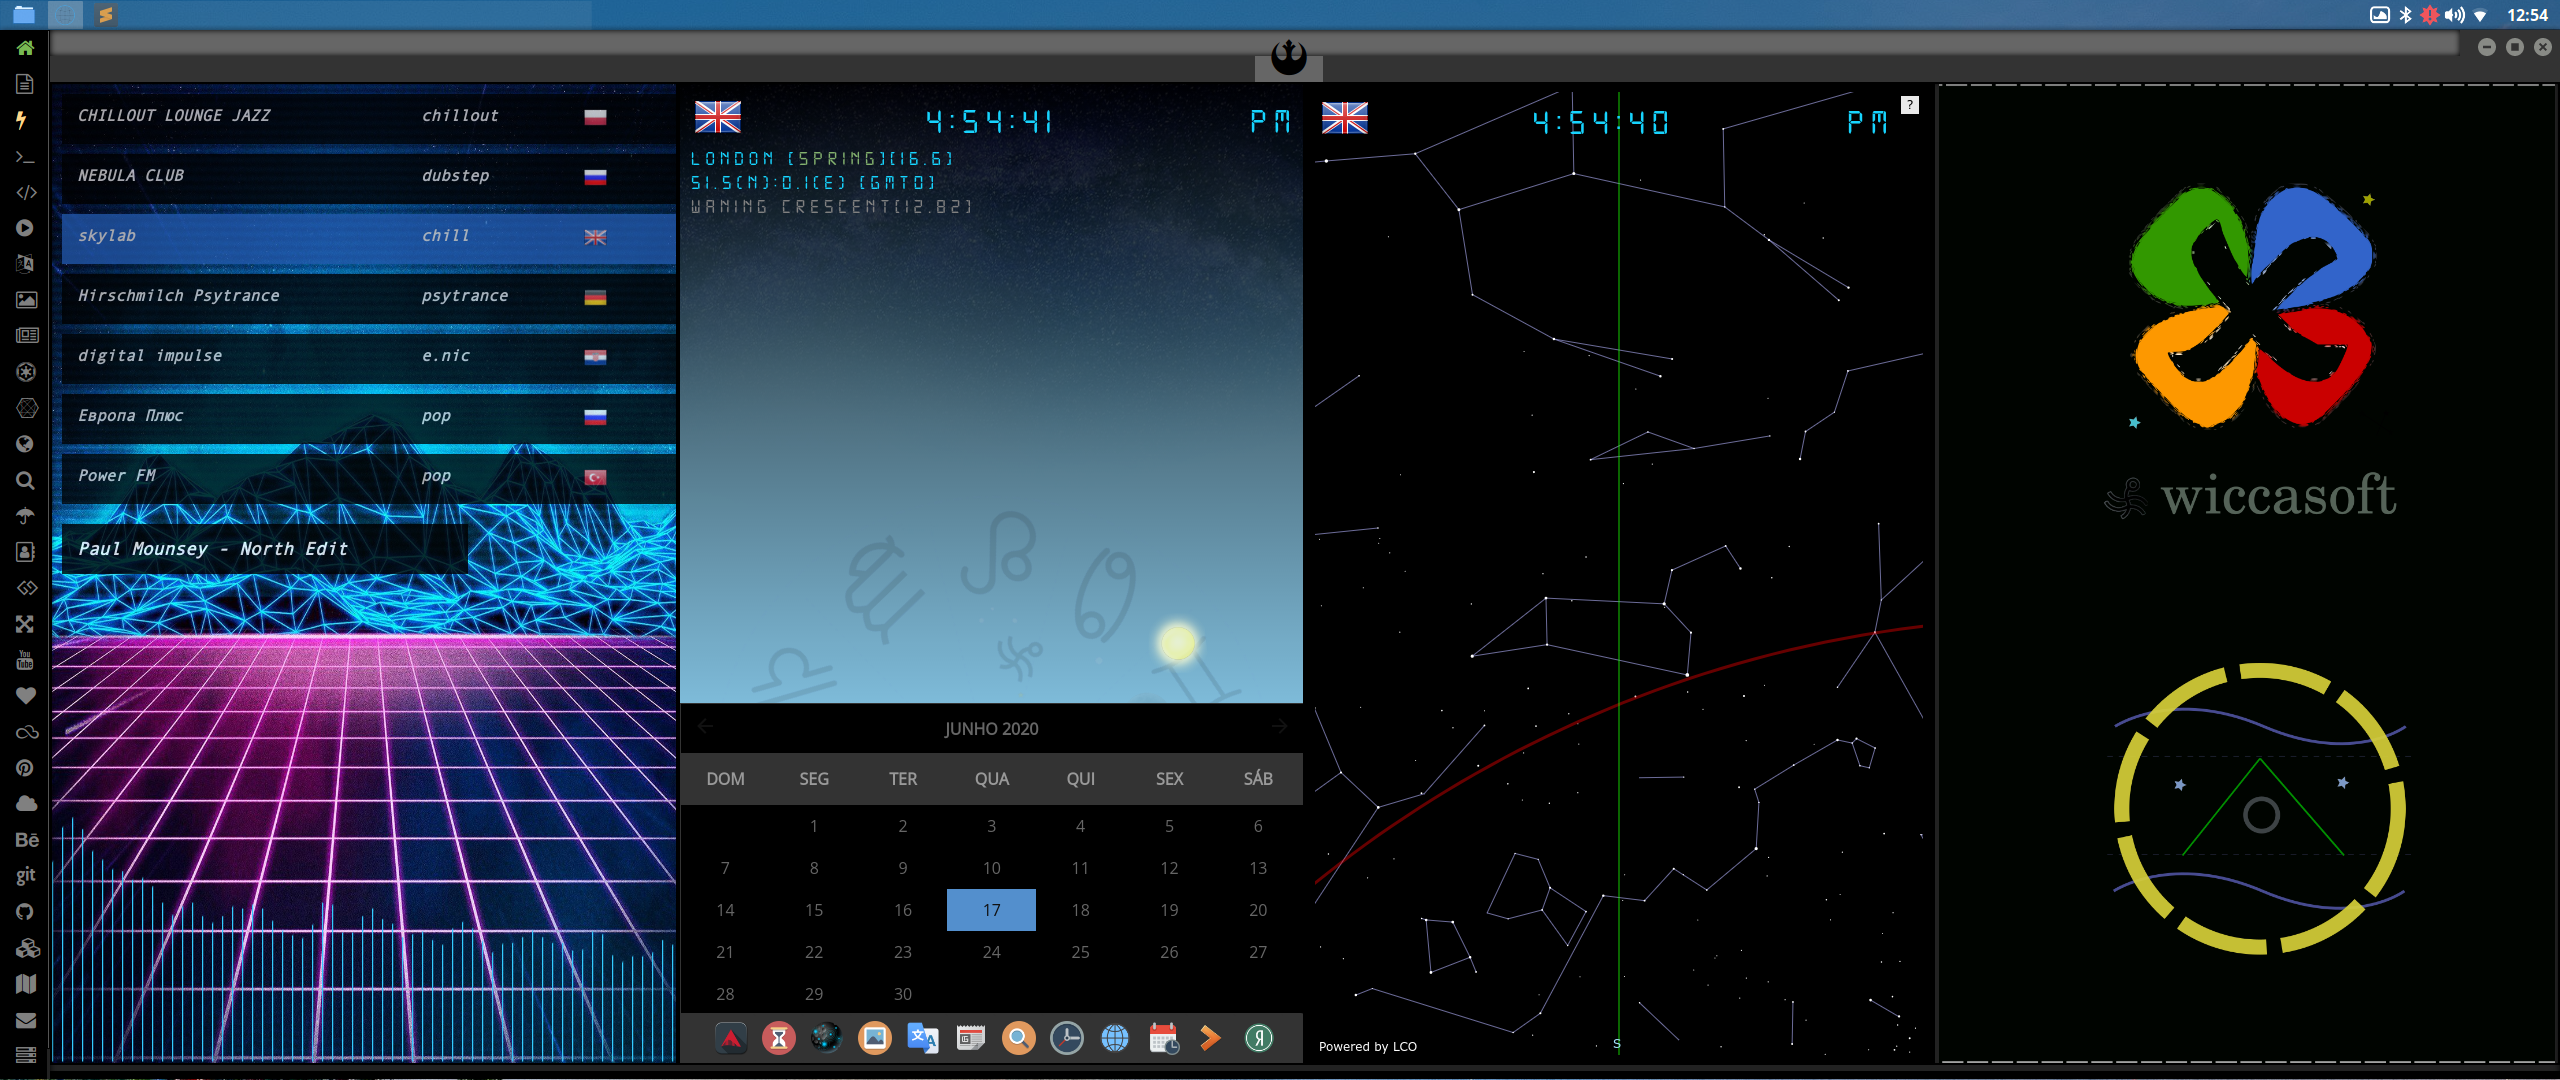 12:54
CHILLOUT LOUNGE JAZZ chillout
NEBULA CLUB dubstep
skylab chill
Hirschmilch Psytrance psytrance
digital impulse e.nic
Европа Плюс pop
Power FM pop
Paul Mounsey - North Edit
4:54:41 PM
LONDON [SPRING][16.6]
51.5(N):0.1(E) [GMT0]
WANING CRESCENT[12.82]
JUNHO 2020
DOM SEG TER QUA QUI SEX SÁB
1 2 3 4 5 6
7 8 9 10 11 12 13
14 15 16 17 18 19 20
21 22 23 24 25 26 27
28 29 30
4:54:40 PM ?
S
Powered by LCO
wiccasoft
You
Tube
Bē
git
Я